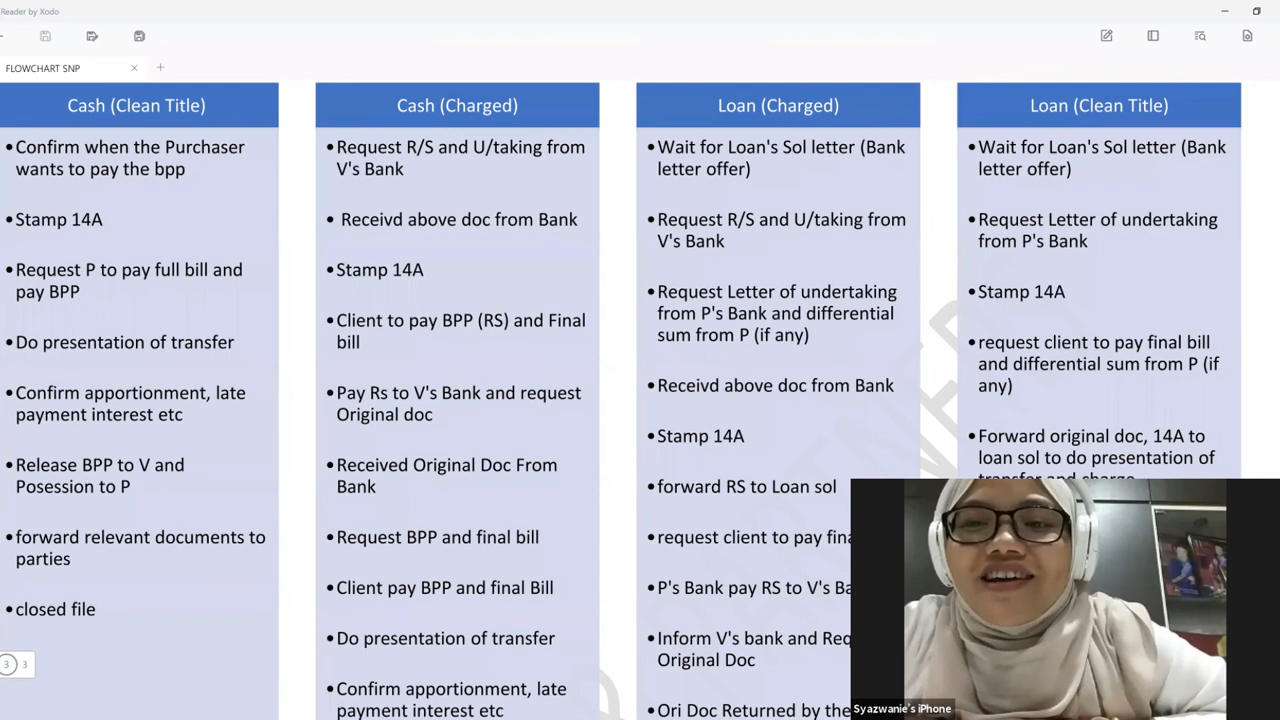 Reader by Xodo
FLOWCHART SNP
Cash (Clean Title)
•Confirm when the Purchaser
wants to pay the bpp
•Stamp 14A
•Request P to pay full bill and
pay BPP
•Do presentation of transfer
•Confirm apportionment, late
payment interest etc
•Release BPP to V and
Posession to P
•forward relevant documents to
parties
•closed file
3 3
Cash (Charged)
•Request R/S and U/taking from
V's Bank
• Receivd above doc from Bank
•Stamp 14A
•Client to pay BPP (RS) and Final
bill
•Pay Rs to V's Bank and request
Original doc
•Received Original Doc From
Bank
•Request BPP and final bill
•Client pay BPP and final Bill
•Do presentation of transfer
•Confirm apportionment, late
payment interest etc
Loan (Charged)
•Wait for Loan's Sol letter (Bank
letter offer)
•Request R/S and U/taking from
V's Bank
•Request Letter of undertaking
from P's Bank and differential
sum from P (if any)
•Receivd above doc from Bank
•Stamp 14A
•forward RS to Loan sol
•request client to pay fina
•P's Bank pay RS to V's Ba
•Inform V's bank and Req
Original Doc
•Ori Doc Returned by the
Loan (Clean Title)
•Wait for Loan's Sol letter (Bank
letter offer)
•Request Letter of undertaking
from P's Bank
•Stamp 14A
•request client to pay final bill
and differential sum from P (if
any)
•Forward original doc, 14A to
loan sol to do presentation of
transfer and charge
Syazwanie's iPhone